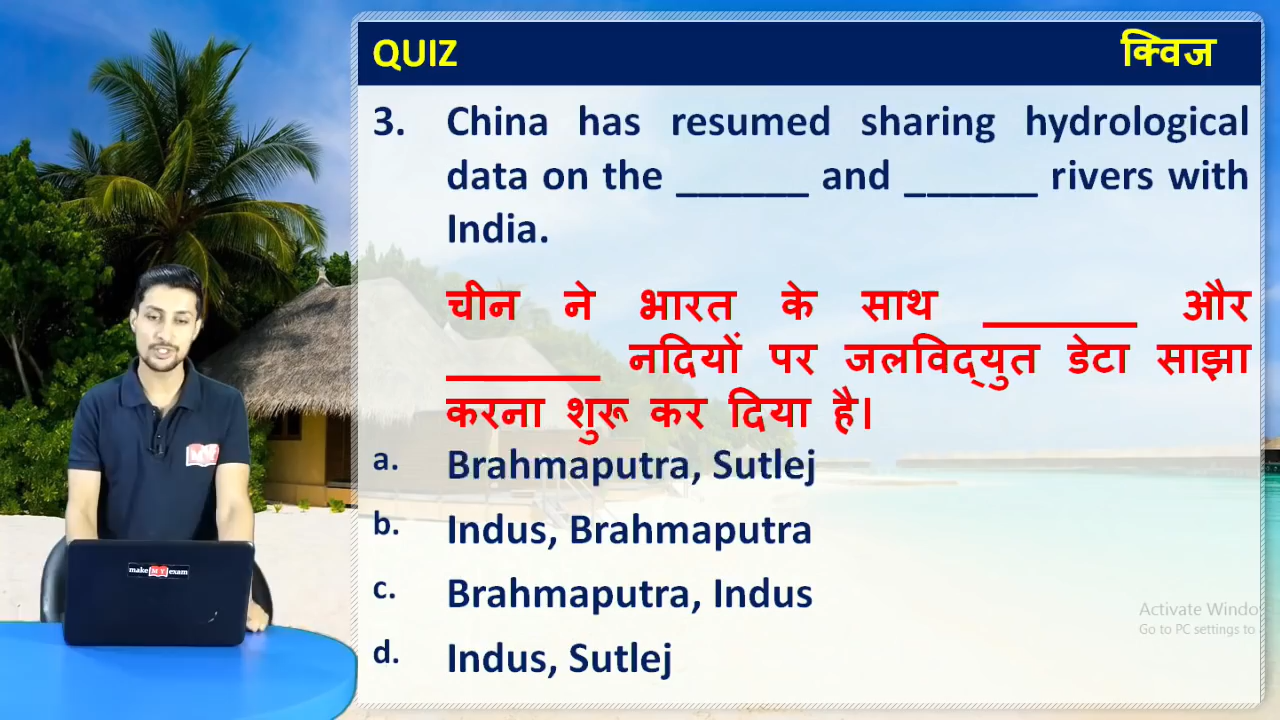 QUIZ क्विज
3. China has resumed sharing hydrological
data on the ______ and ______ rivers with
India.
चीन ने भारत के साथ ______ और
______ नदियों पर जलविद्युत डेटा साझा
करना शुरू कर दिया है।
a. Brahmaputra, Sutlej
b. Indus, Brahmaputra
c. Brahmaputra, Indus
d. Indus, Sutlej
make MY exam
Activate Windo
Go to PC settings to